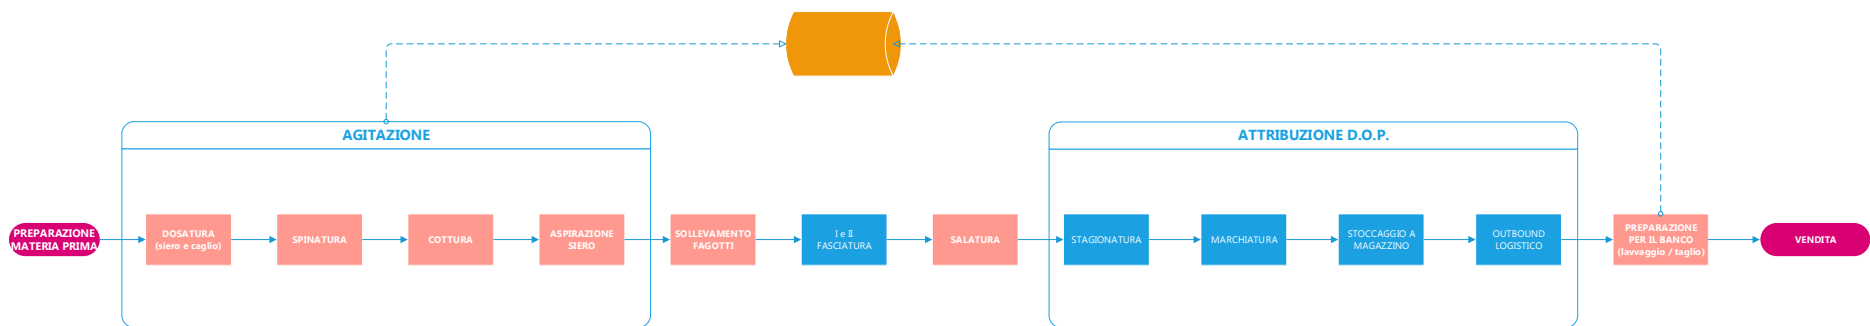 AGITAZIONE
ATTRIBUZIONE D.O.P.
PREPARAZIONE
MATERIA PRIMA
DOSATURA
(siero e caglio)
SPINATURA
COTTURA
ASPIRAZIONE
SIERO
SOLLEVAMENTO
FAGOTTI
I e II
FASCIATURA
SALATURA
STAGIONATURA
MARCHIATURA
STOCCAGGIO A
MAGAZZINO
OUTBOUND
LOGISTICO
PREPARAZIONE
PER IL BANCO
(lavvaggio / taglio)
VENDITA